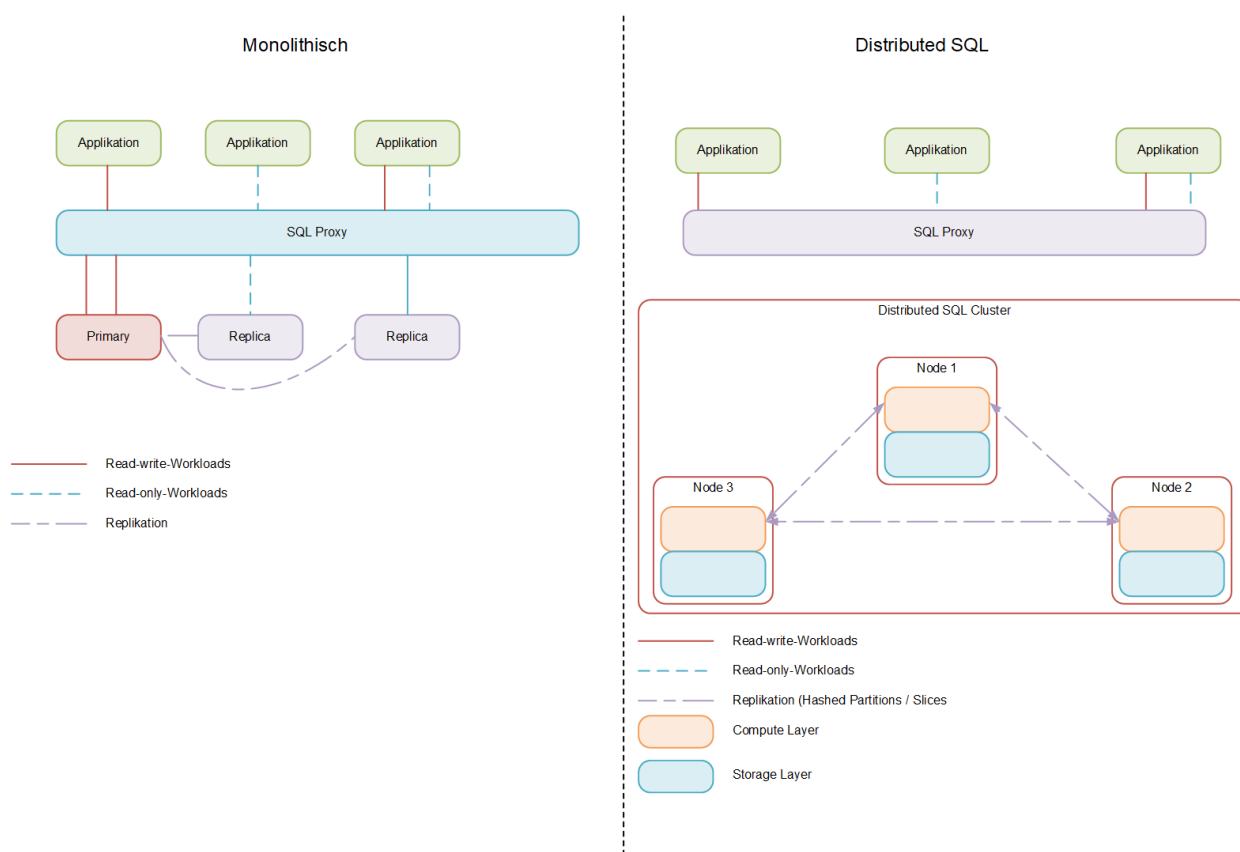 Monolithisch
Applikation
Applikation
Applikation
SQL Proxy
Primary
Replica
Replica
Read-write-Workloads
Read-only-Workloads
Replikation
Distributed SQL
Applikation
Applikation
Applikation
SQL Proxy
Distributed SQL Cluster
Node 1
Node 3
Node 2
Read-write-Workloads
Read-only-Workloads
Replikation (Hashed Partitions / Slices
Compute Layer
Storage Layer